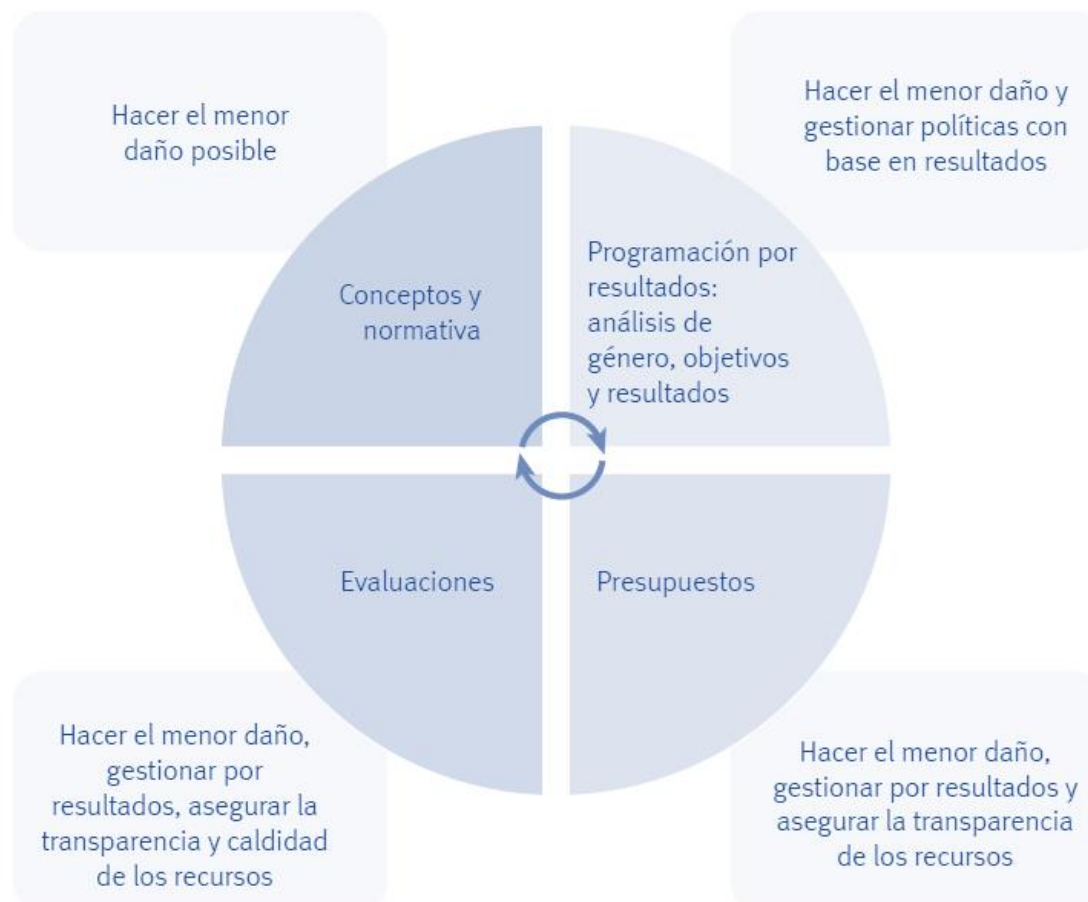 Hacer el menor
daño posible
Hacer el menor daño y
gestionar políticas con
base en resultados
Conceptos y
normativa
Programación por
resultados:
análisis de
género, objetivos
y resultados
Evaluaciones
Presupuestos
Hacer el menor daño,
gestionar por
resultados, asegurar la
transparencia y caldidad
de los recursos
Hacer el menor daño,
gestionar por resultados y
asegurar la transparencia
de los recursos